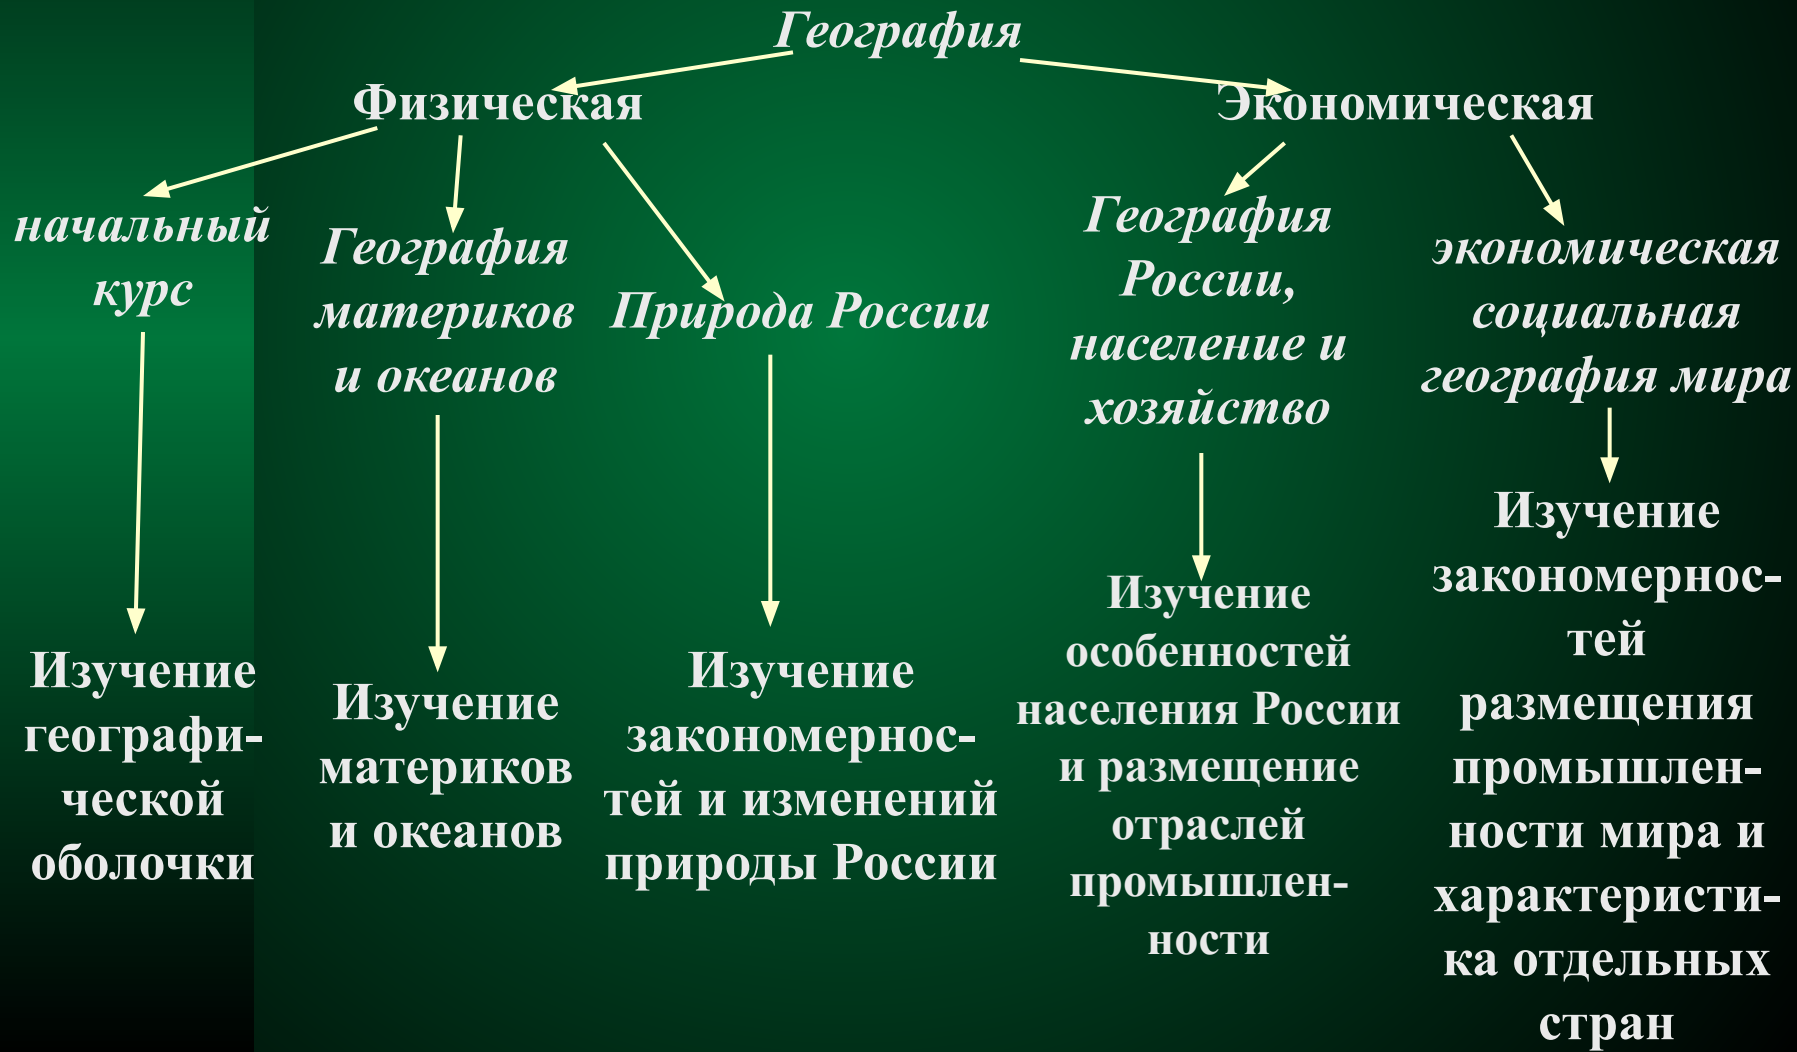 География
Физическая
Экономическая
начальный
курс
География
материков
и океанов
Природа России
География
России,
население и
хозяйство
экономическая
социальная
география мира
Изучение
географи-
ческой
оболочки
Изучение
материков
и океанов
Изучение
закономернос-
тей и изменений
природы России
Изучение
особенностей
населения России
и размещение
отраслей
промышлен-
ности
Изучение
закономернос-
тей
размещения
промышлен-
ности мира и
характеристи-
ка отдельных
стран